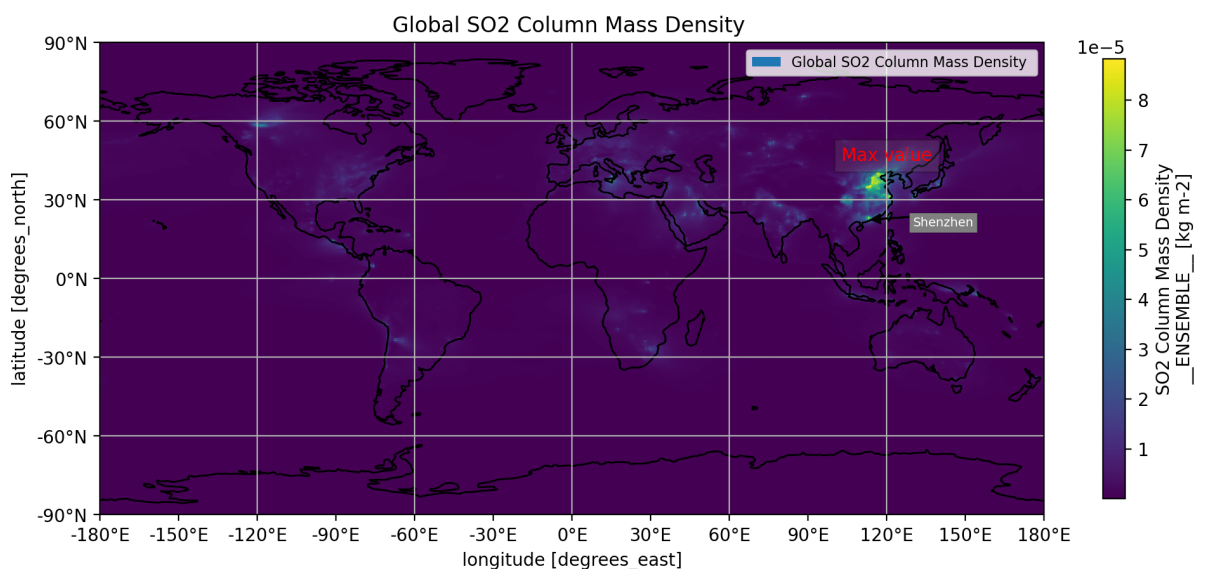 Global SO2 Column Mass Density
90°N
60°N
30°N
0°N
-30°N
-60°N
-90°N
latitude [degrees_north]
Global SO2 Column Mass Density
Max value
Shenzhen
-180°E
-150°E
-120°E
-90°E
-60°E
-30°E
0°E
30°E
60°E
90°E
120°E
150°E
180°E
longitude [degrees_east]
1e−5
8
7
6
5
4
3
2
1
SO2 Column Mass Density
__ENSEMBLE__ [kg m-2]